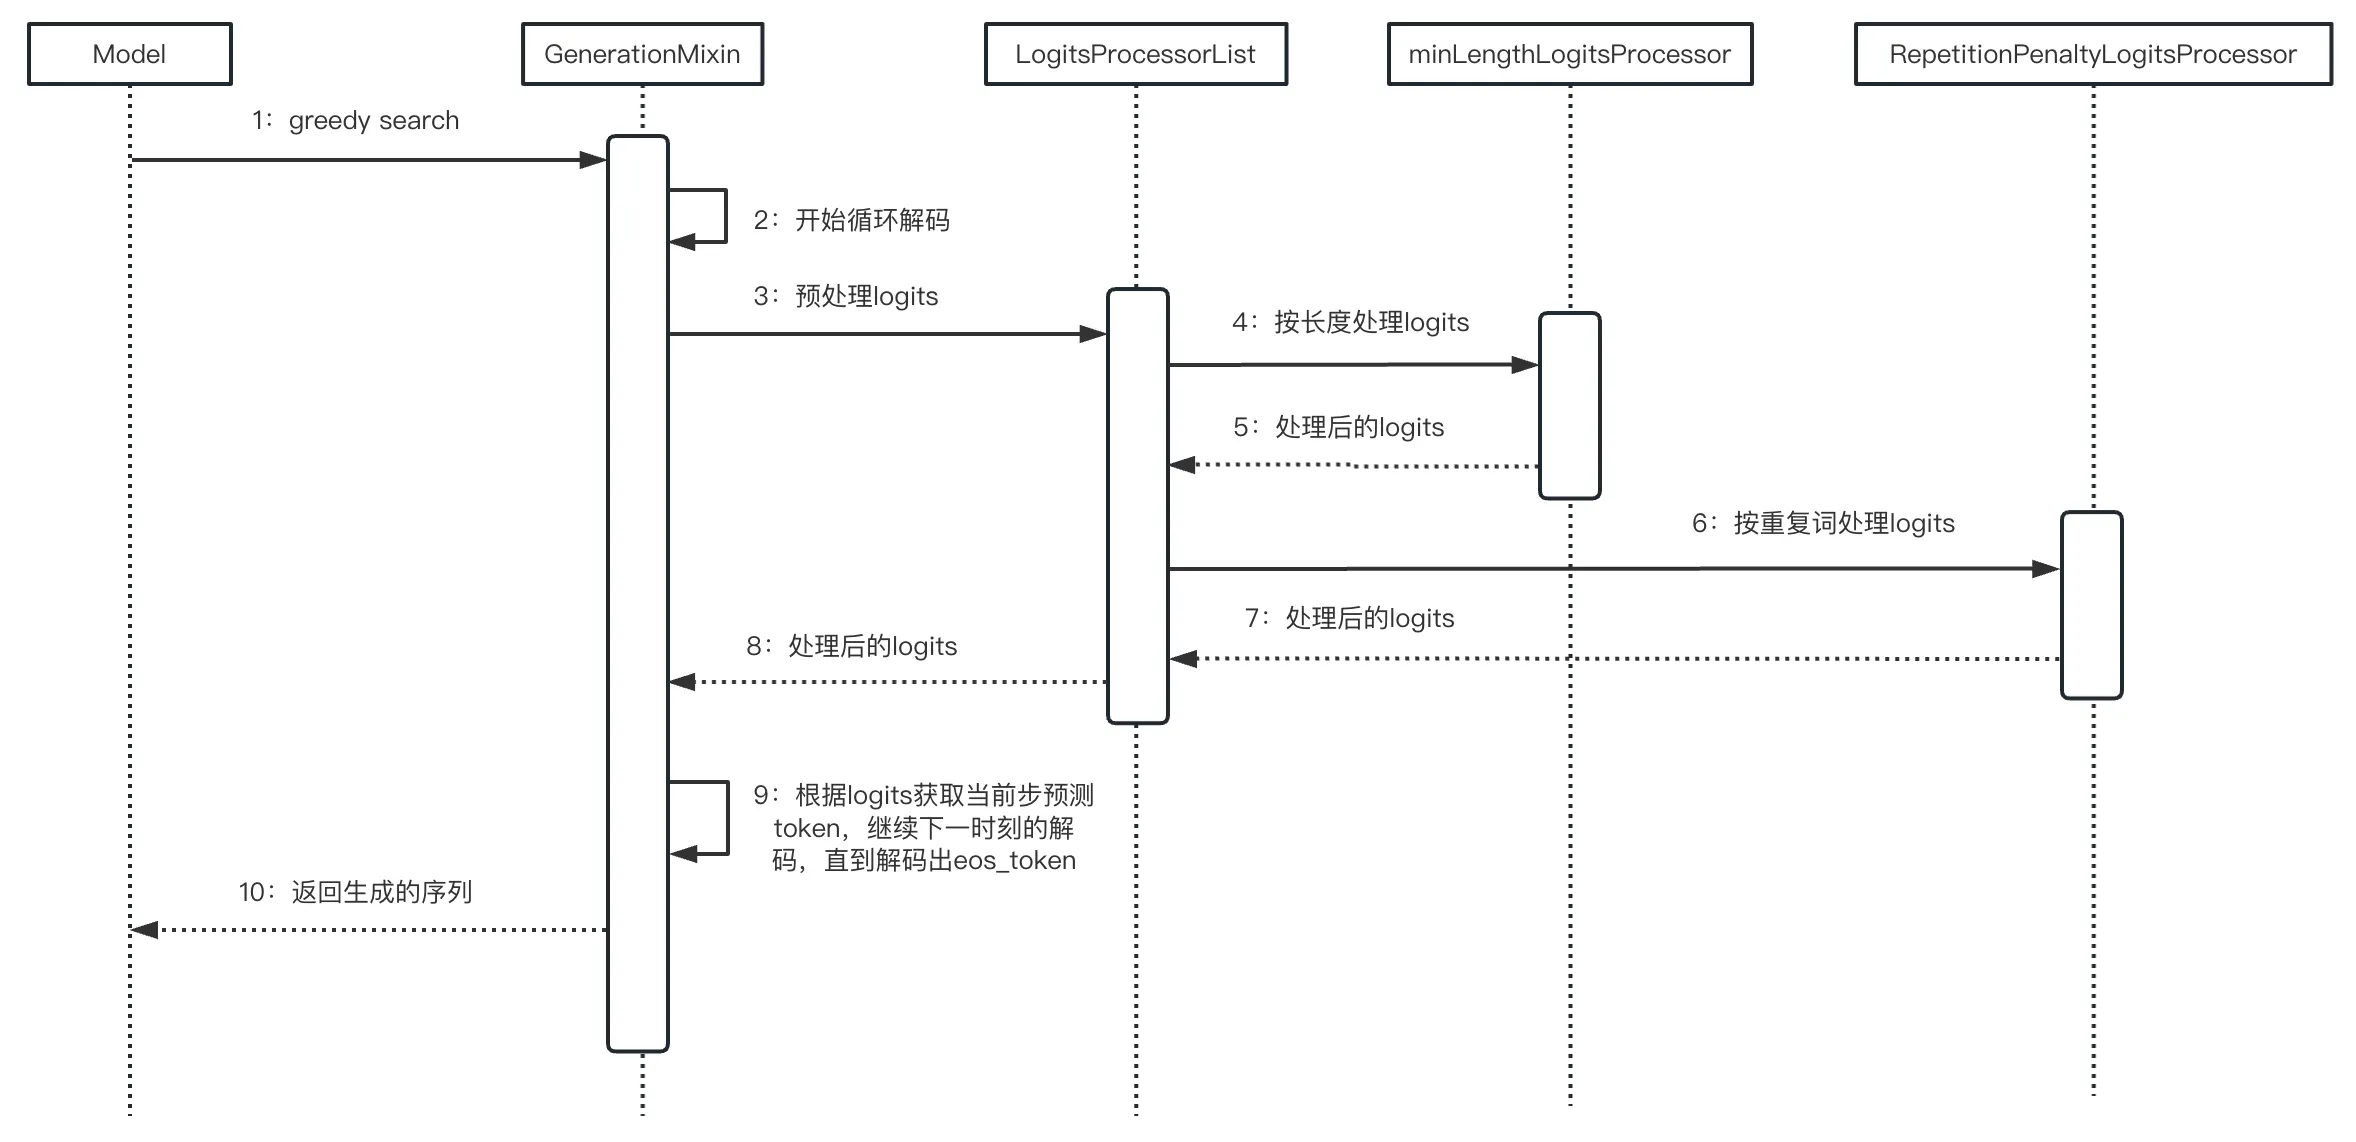 Model
GenerationMixin
LogitsProcessorList
minLengthLogitsProcessor
RepetitionPenaltyLogitsProcessor
1：greedy search
2：开始循环解码
3：预处理logits
4：按长度处理logits
5：处理后的logits
6：按重复词处理logits
7：处理后的logits
8：处理后的logits
9：根据logits获取当前步预测
token，继续下一时刻的解
码，直到解码出eos_token
10：返回生成的序列